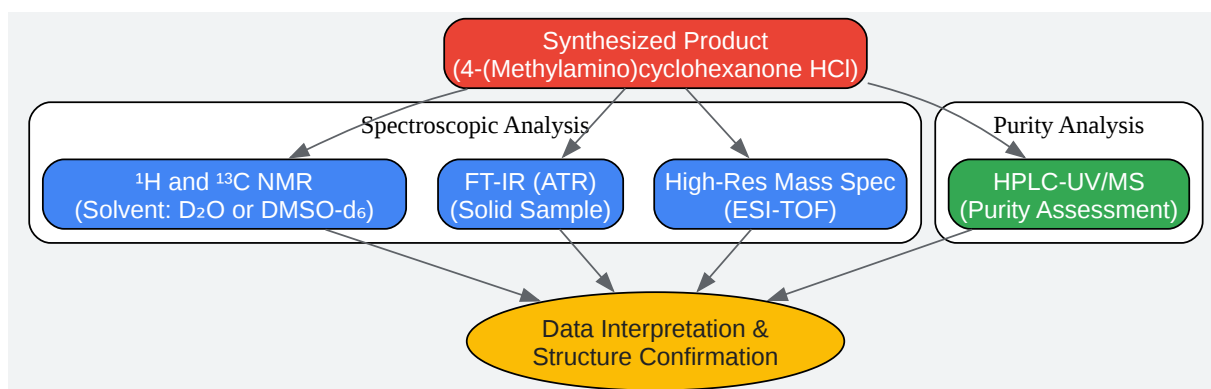 Synthesized Product
(4-(Methylamino)cyclohexanone HCl)
Spectroscopic Analysis
Purity Analysis
¹H and ¹³C NMR
(Solvent: D₂O or DMSO-d₆)
FT-IR (ATR)
(Solid Sample)
High-Res Mass Spec
(ESI-TOF)
HPLC-UV/MS
(Purity Assessment)
Data Interpretation &
Structure Confirmation